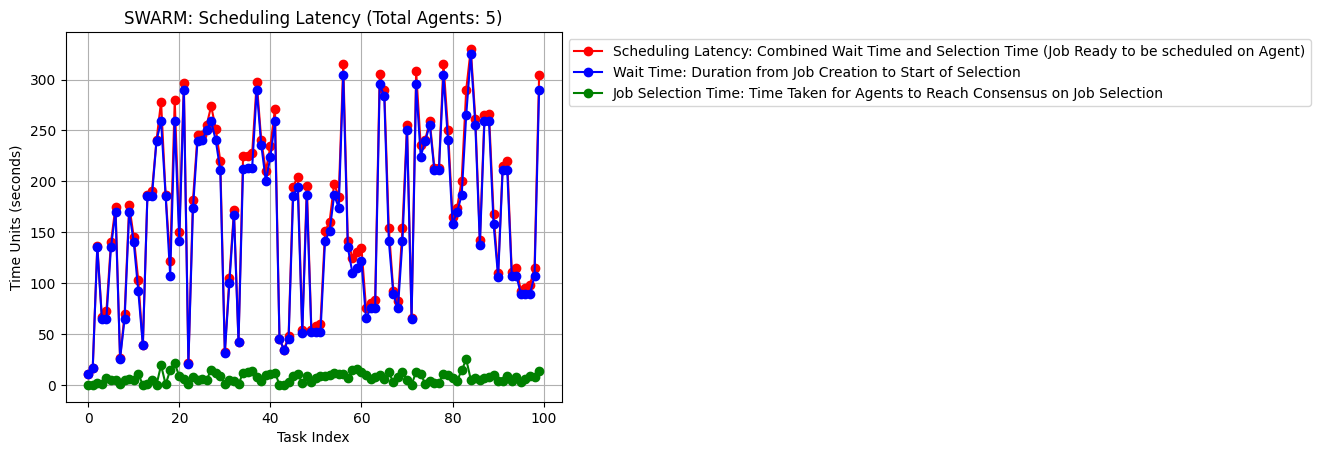 SWARM: Scheduling Latency (Total Agents: 5)
Scheduling Latency: Combined Wait Time and Selection Time (Job Ready to be scheduled on Agent)
Wait Time: Duration from Job Creation to Start of Selection
Job Selection Time: Time Taken for Agents to Reach Consensus on Job Selection
Time Units (seconds)
300
250
200
150
100
50
0
0 20 40 60 80 100
Task Index